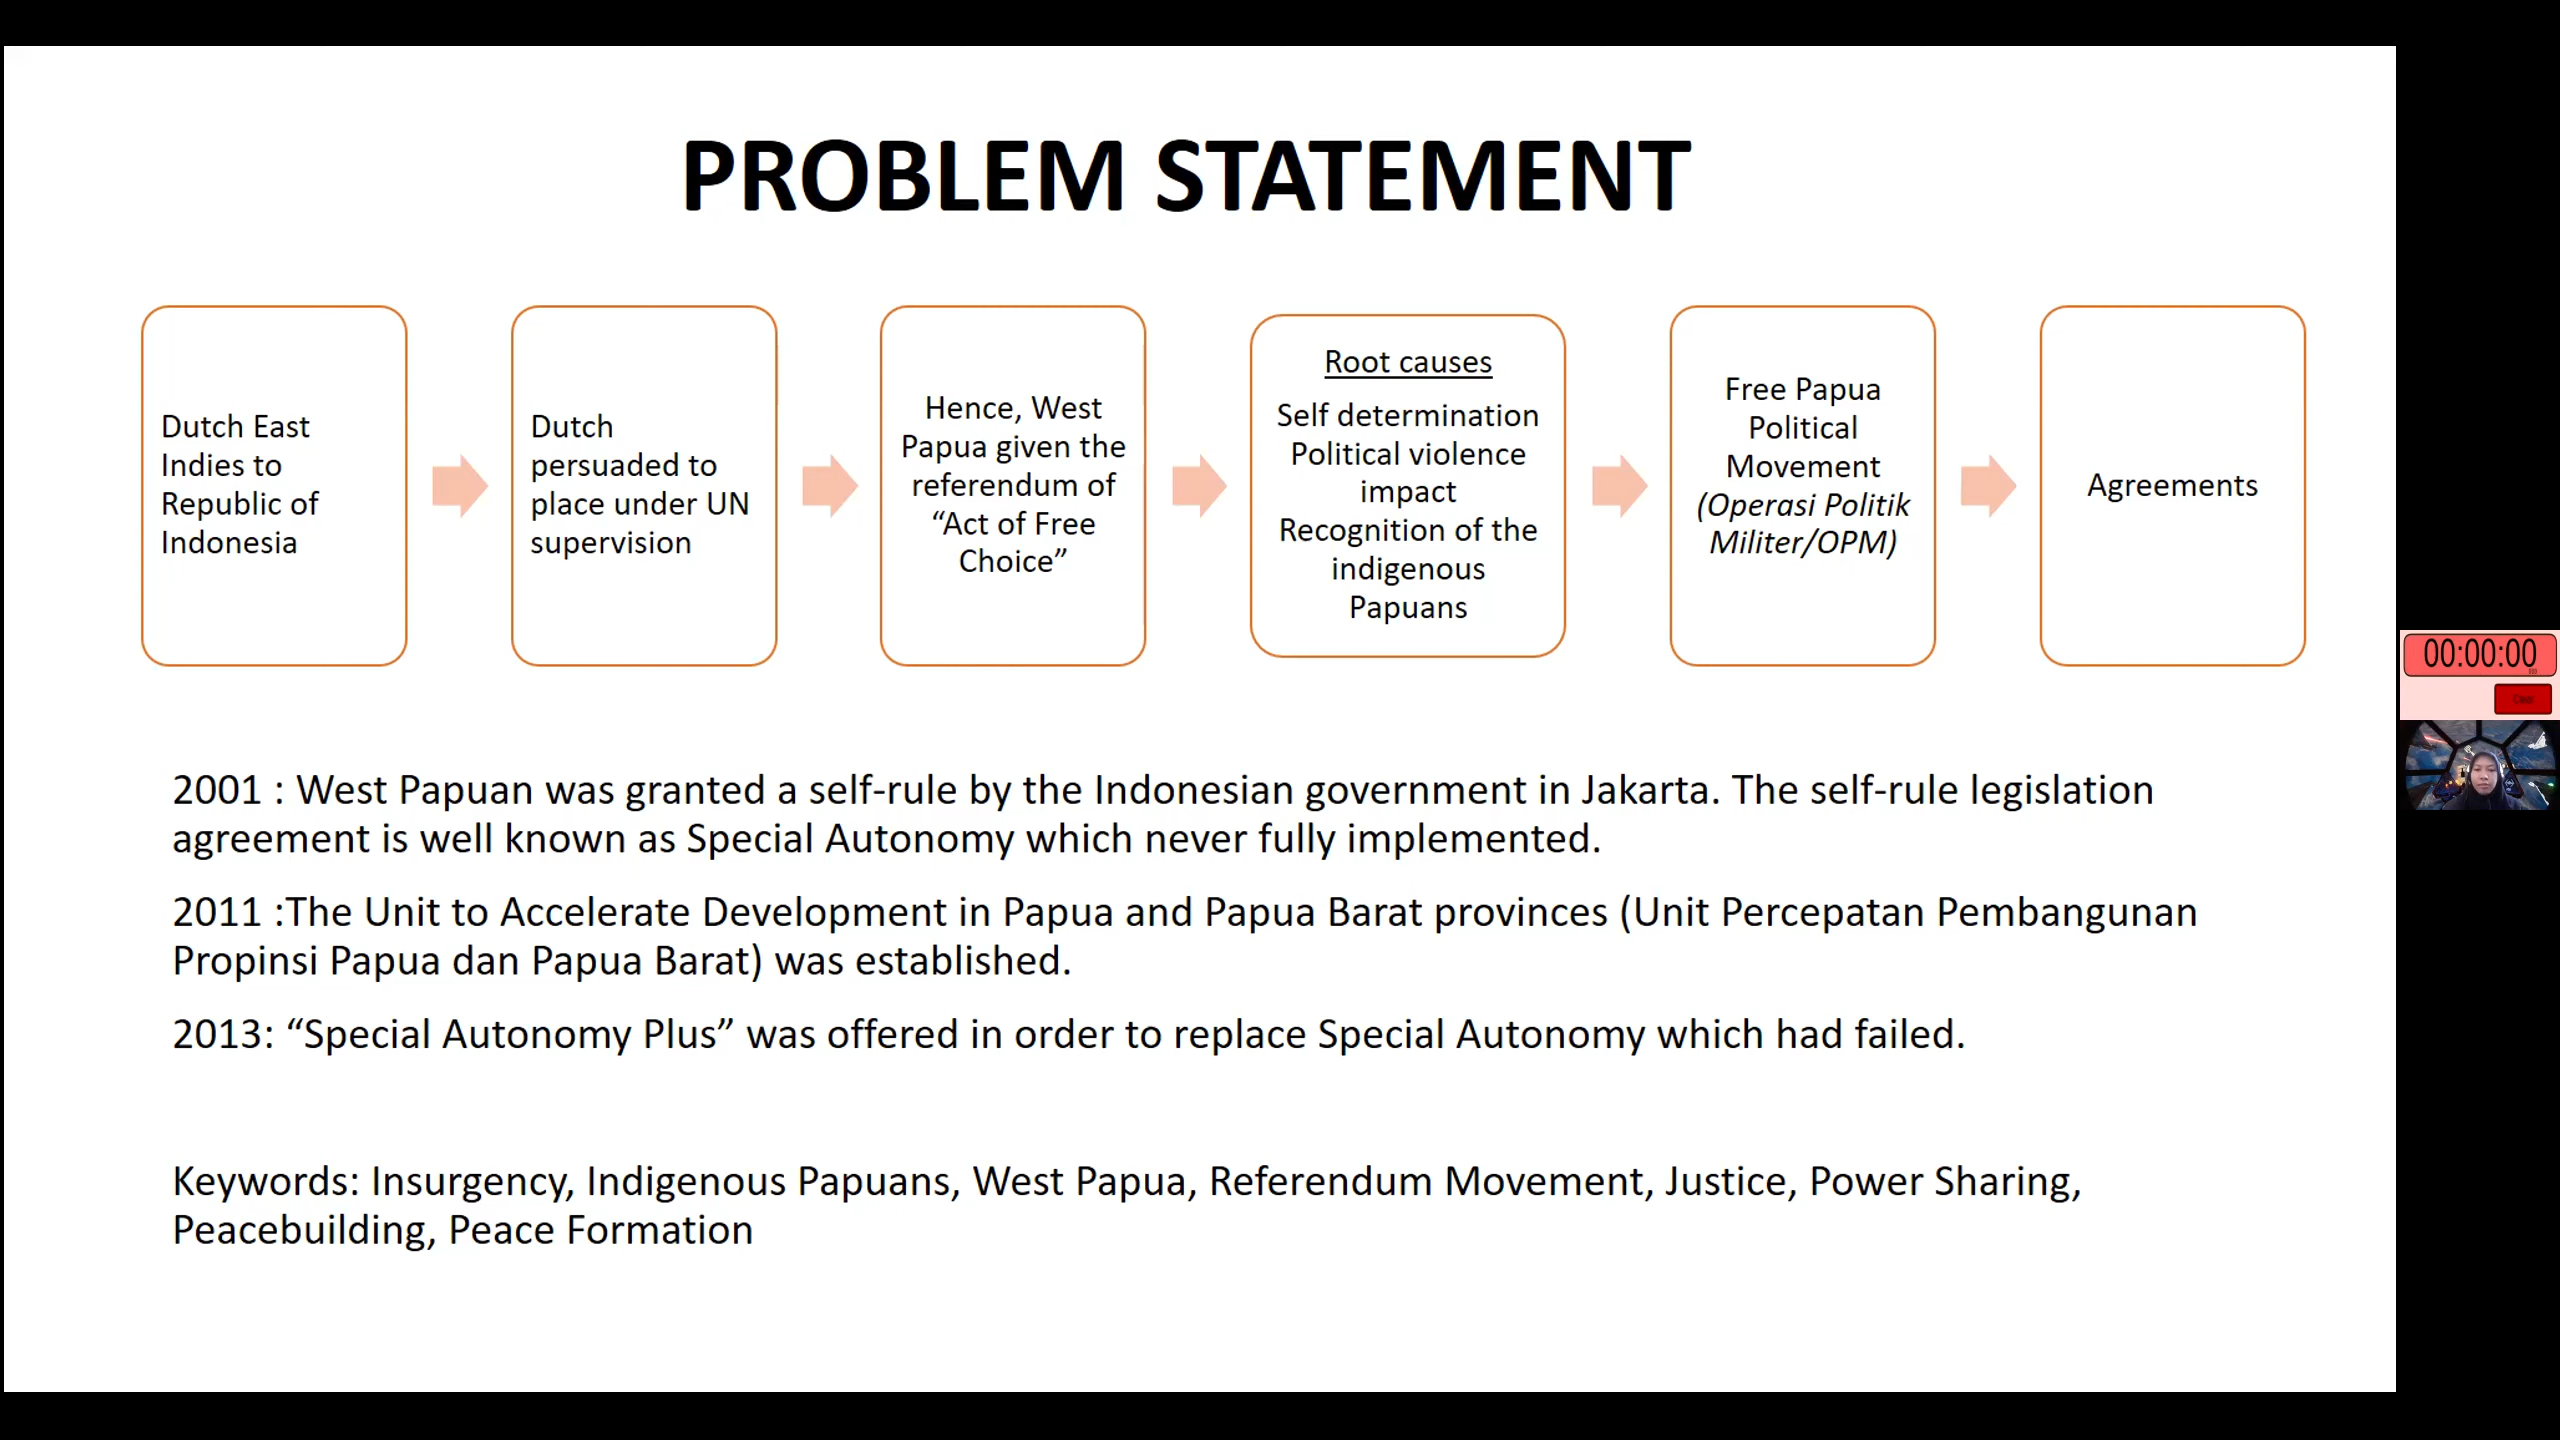 PROBLEM STATEMENT
Dutch East
Indies to
Republic of
Indonesia
Dutch
persuaded to
place under UN
supervision
Hence, West
Papua given the
referendum of
“Act of Free
Choice”
Root causes
Self determination
Political violence
impact
Recognition of the
indigenous
Papuans
Free Papua
Political
Movement
(Operasi Politik
Militer/OPM)
Agreements
2001 : West Papuan was granted a self-rule by the Indonesian government in Jakarta. The self-rule legislation
agreement is well known as Special Autonomy which never fully implemented.
2011 :The Unit to Accelerate Development in Papua and Papua Barat provinces (Unit Percepatan Pembangunan
Propinsi Papua dan Papua Barat) was established.
2013: “Special Autonomy Plus” was offered in order to replace Special Autonomy which had failed.
Keywords: Insurgency, Indigenous Papuans, West Papua, Referendum Movement, Justice, Power Sharing,
Peacebuilding, Peace Formation
00:00:00